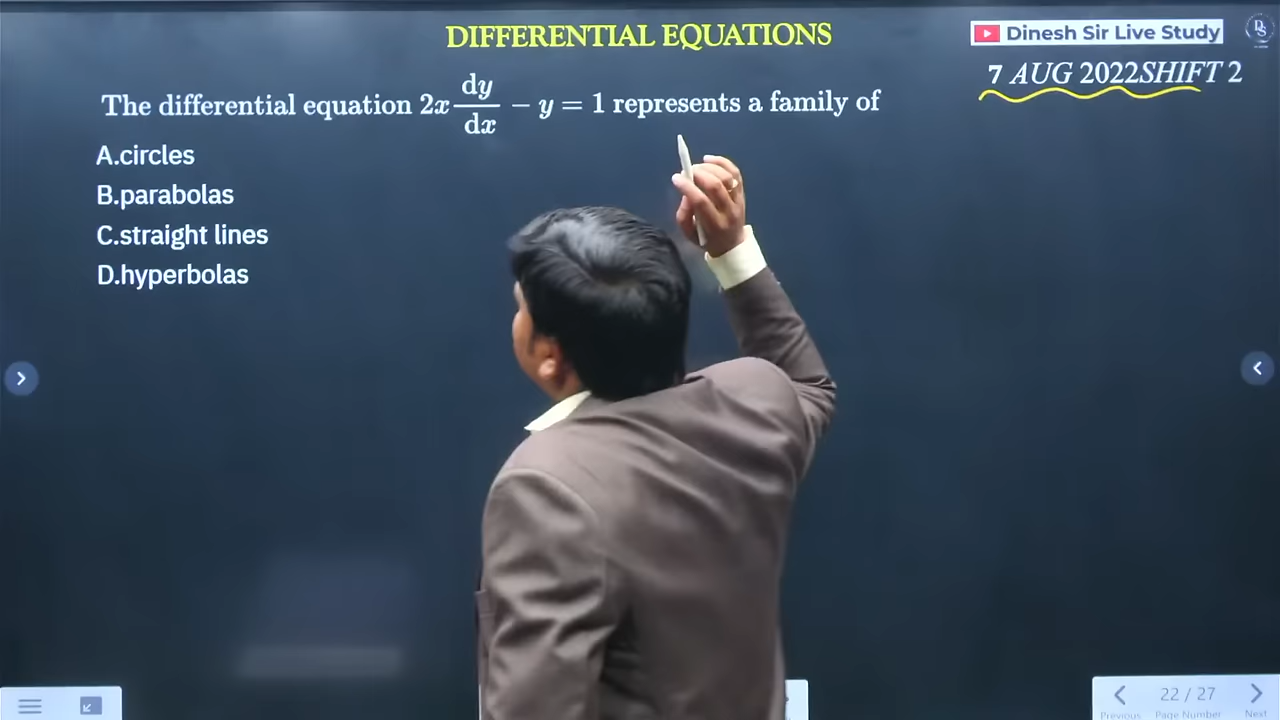 DIFFERENTIAL EQUATIONS
Dinesh Sir Live Study
7 AUG 2022SHIFT 2
The differential equation 2x dy/dx − y = 1 represents a family of
A.circles
B.parabolas
C.straight lines
D.hyperbolas
22 / 27
Previous Page Number Next